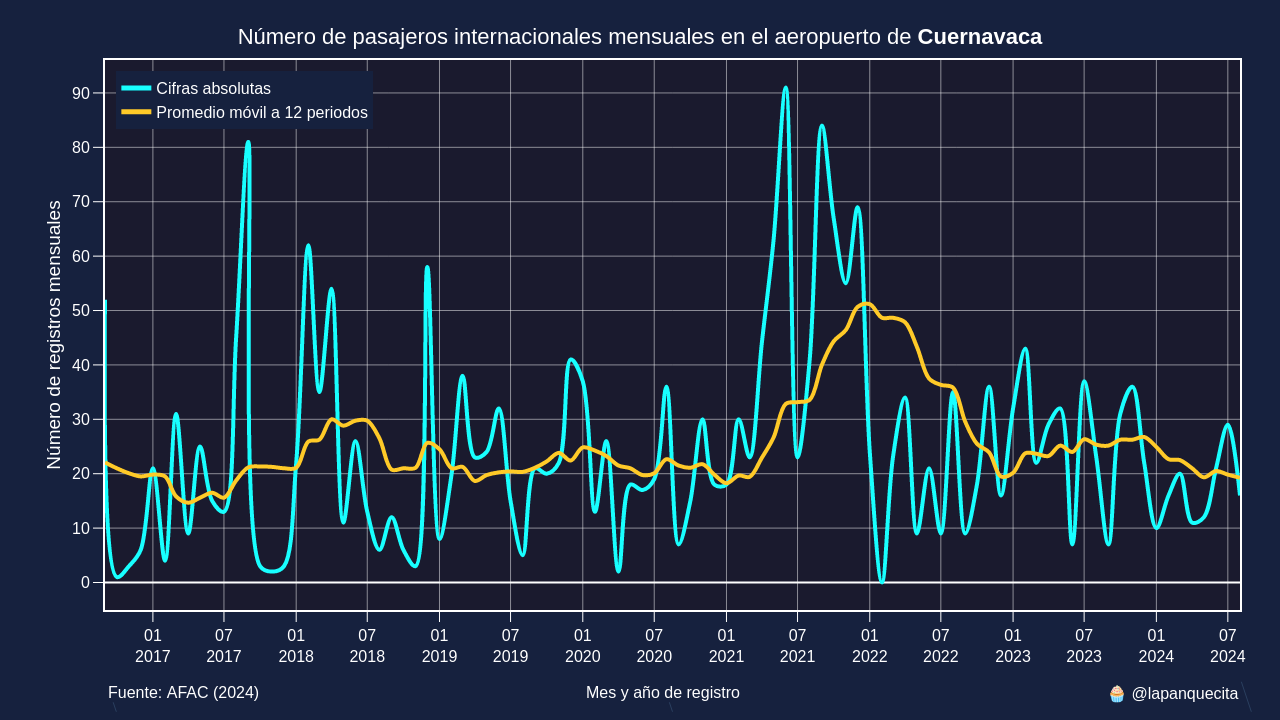 Número de pasajeros internacionales mensuales en el aeropuerto de Cuernavaca
Cifras absolutas
Promedio móvil a 12 periodos
Número de registros mensuales
90
80
70
60
50
40
30
20
10
0
01 07 01 07 01 07 01 07 01 07 01 07 01 07 01 07
2017 2017 2018 2018 2019 2019 2020 2020 2021 2021 2022 2022 2023 2023 2024 2024
Fuente: AFAC (2024) Mes y año de registro 🧁 @lapanquecita